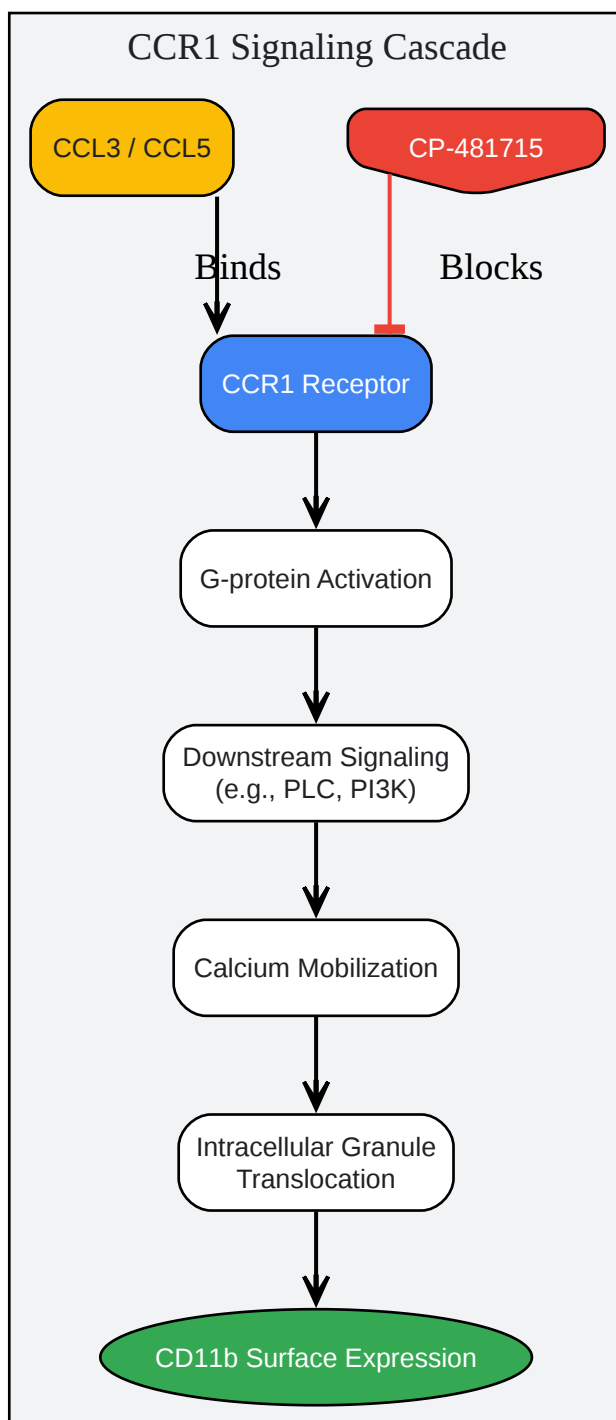 CCR1 Signaling Cascade
CCL3 / CCL5
CP-481715
Binds
Blocks
CCR1 Receptor
G-protein Activation
Downstream Signaling
(e.g., PLC, PI3K)
Calcium Mobilization
Intracellular Granule
Translocation
CD11b Surface Expression